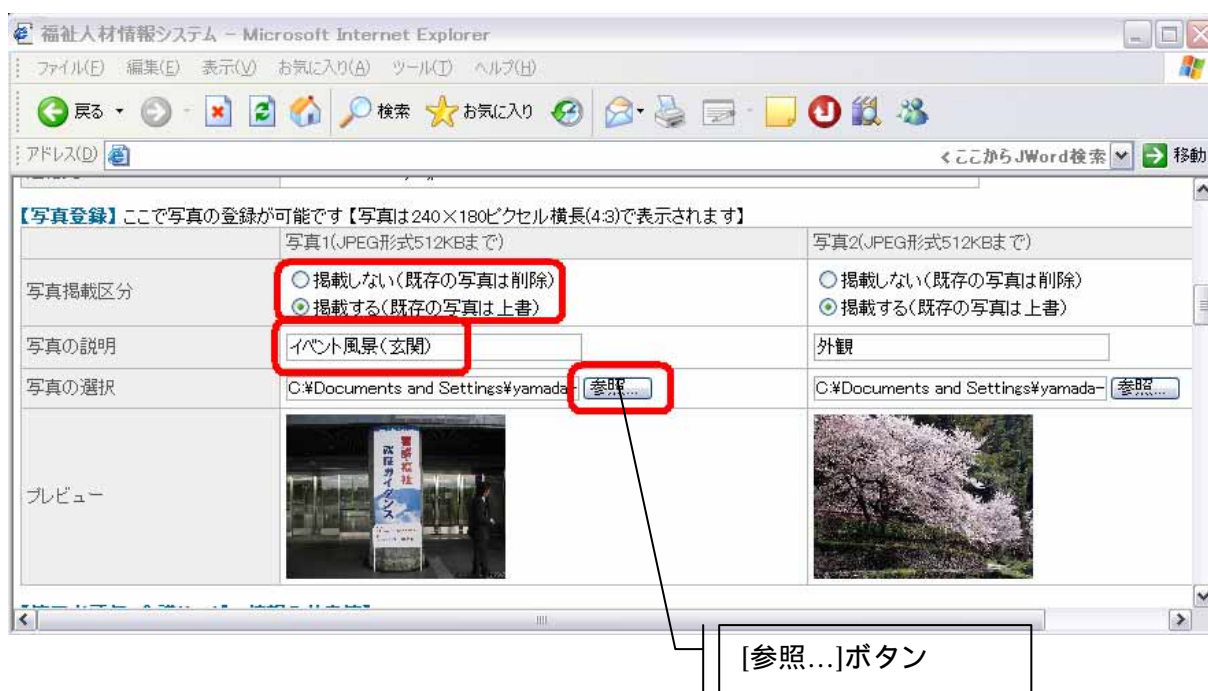 福祉人材情報システム - Microsoft Internet Explorer
ファイル(F) 編集(E) 表示(V) お気に入り(A) ツール(T) ヘルプ(H)
戻る 検索 お気に入り
アドレス(D) <ここからJWord検索 移動
【写真登録】ここで写真の登録が可能です【写真は240×180ピクセル横長(4:3)で表示されます】
写真1(JPEG形式512KBまで) 写真2(JPEG形式512KBまで)
写真掲載区分
掲載しない(既存の写真は削除) 掲載しない(既存の写真は削除)
掲載する(既存の写真は上書) 掲載する(既存の写真は上書)
写真の説明 イベント風景(玄関) 外観
写真の選択 C:¥Documents and Settings¥yamada- 参照... C:¥Documents and Settings¥yamada- 参照...
プレビュー
[参照…]ボタン